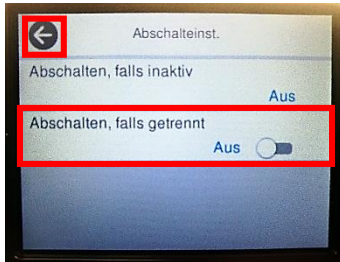 Abschalteinst.
Abschalten, falls inaktiv
Aus
Abschalten, falls getrennt
Aus